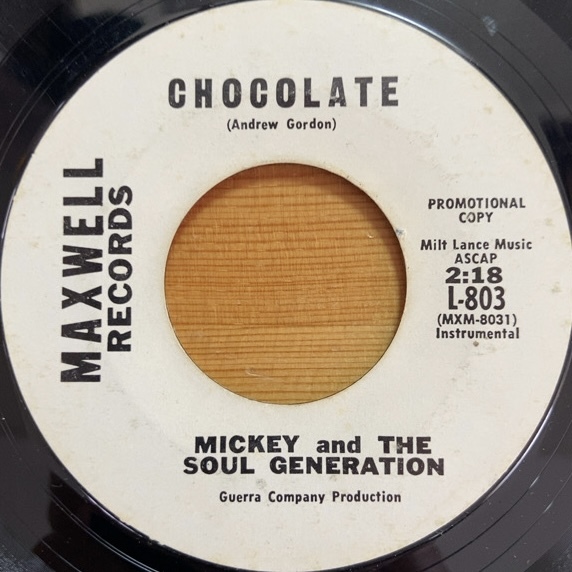 CHOCOLATE
(Andrew Gordon)
MAXWELL
RECORDS
PROMOTIONAL
COPY
Milt Lance Music
ASCAP
2:18
L-803
(MXM-8031)
Instrumental
MICKEY and THE
SOUL GENERATION
Guerra Company Production